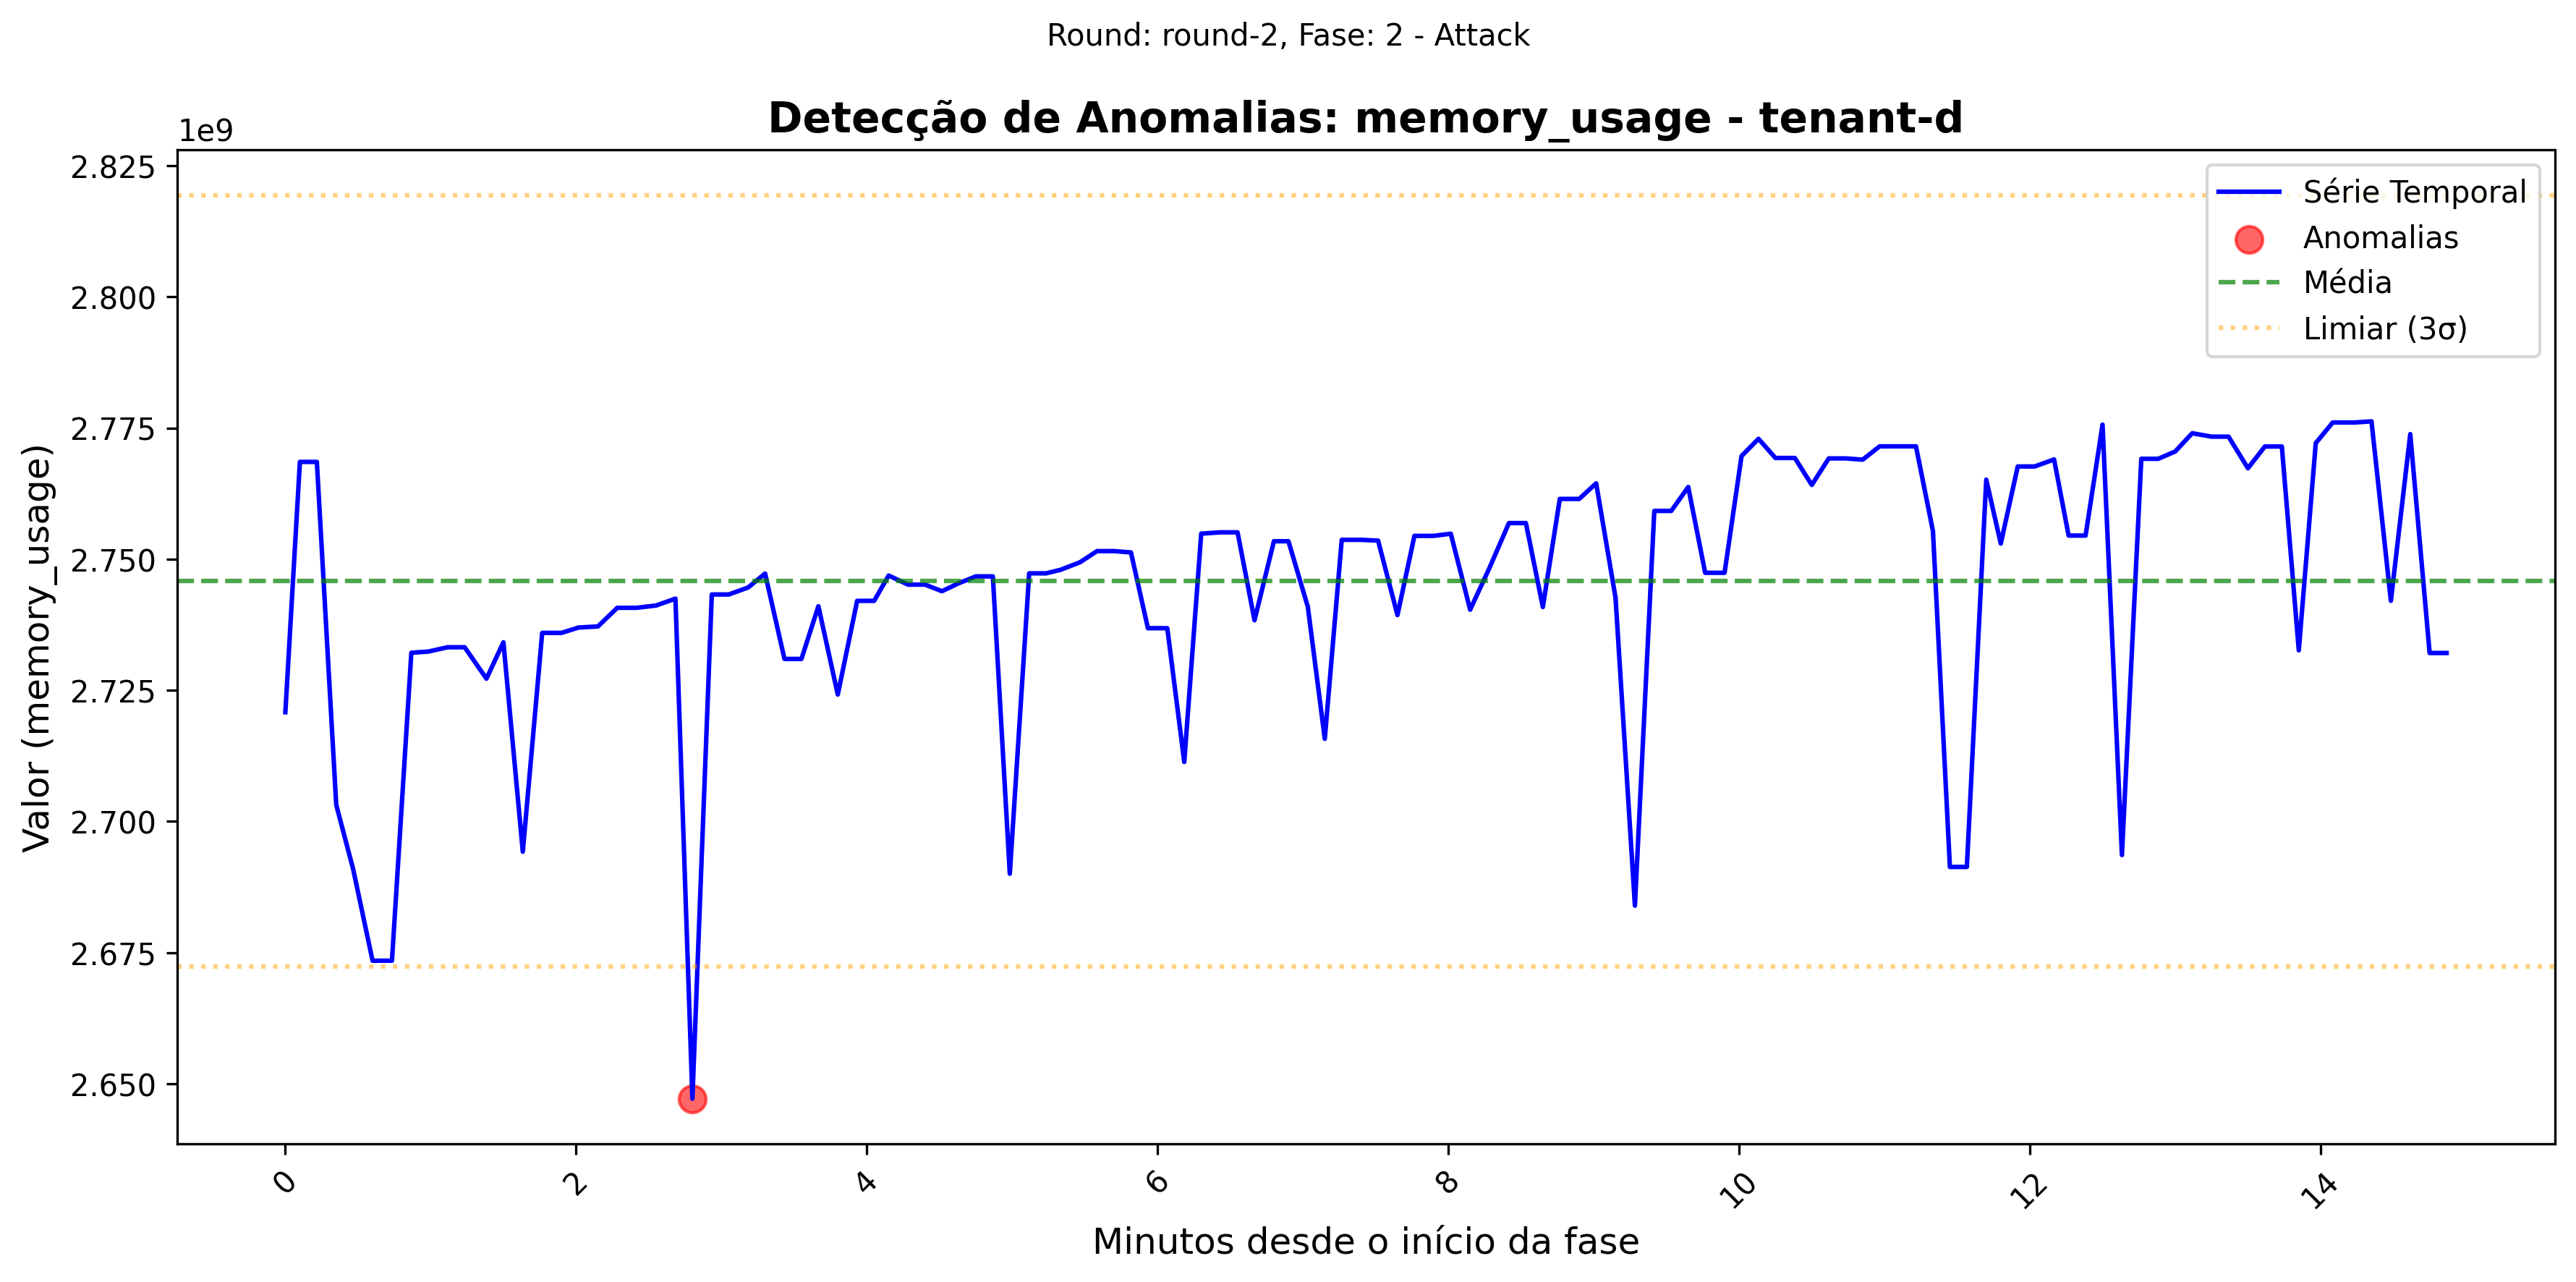 Round: round-2, Fase: 2 - Attack
Detecção de Anomalias: memory_usage - tenant-d
1e9
2.825
2.800
2.775
2.750
2.725
2.700
2.675
2.650
Valor (memory_usage)
Série Temporal
Anomalias
Média
Limiar (3σ)
0
2
4
6
8
10
12
14
Minutos desde o início da fase